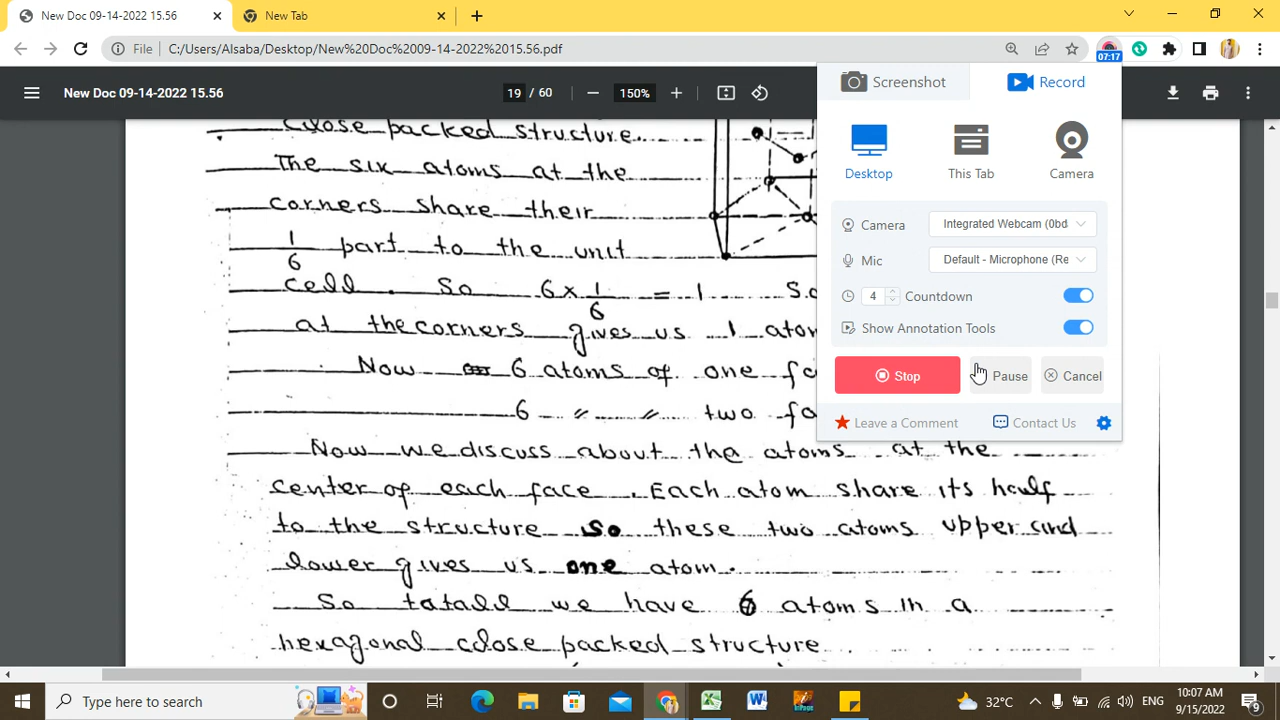 New Doc 09-14-2022 15.56
New Tab
File
C:/Users/Alsaba/Desktop/New%20Doc%2009-14-2022%2015.56.pdf
07:17
New Doc 09-14-2022 15.56
19 / 60
150%
Screenshot
Record
Desktop
This Tab
Camera
Camera
Integrated Webcam (0bd
Mic
Default - Microphone (Re
4 Countdown
Show Annotation Tools
Stop
Pause
Cancel
Leave a Comment
Contact Us
close packed structure.
The six atoms at the
corners share their
1/6 part to the unit
cell. So 6 × 1/6 = 1 So
at the corners gives us 1 atom
Now 6 atoms of one fa
6 〃 〃 two fa
Now we discuss about the atoms at the
center of each face. Each atom share its half
to the structure so these two atoms upper and
lower gives us one atom.
So totall we have 6 atoms in a
hexagonal close packed structure.
Type here to search
32°C
ENG
10:07 AM
9/15/2022
9